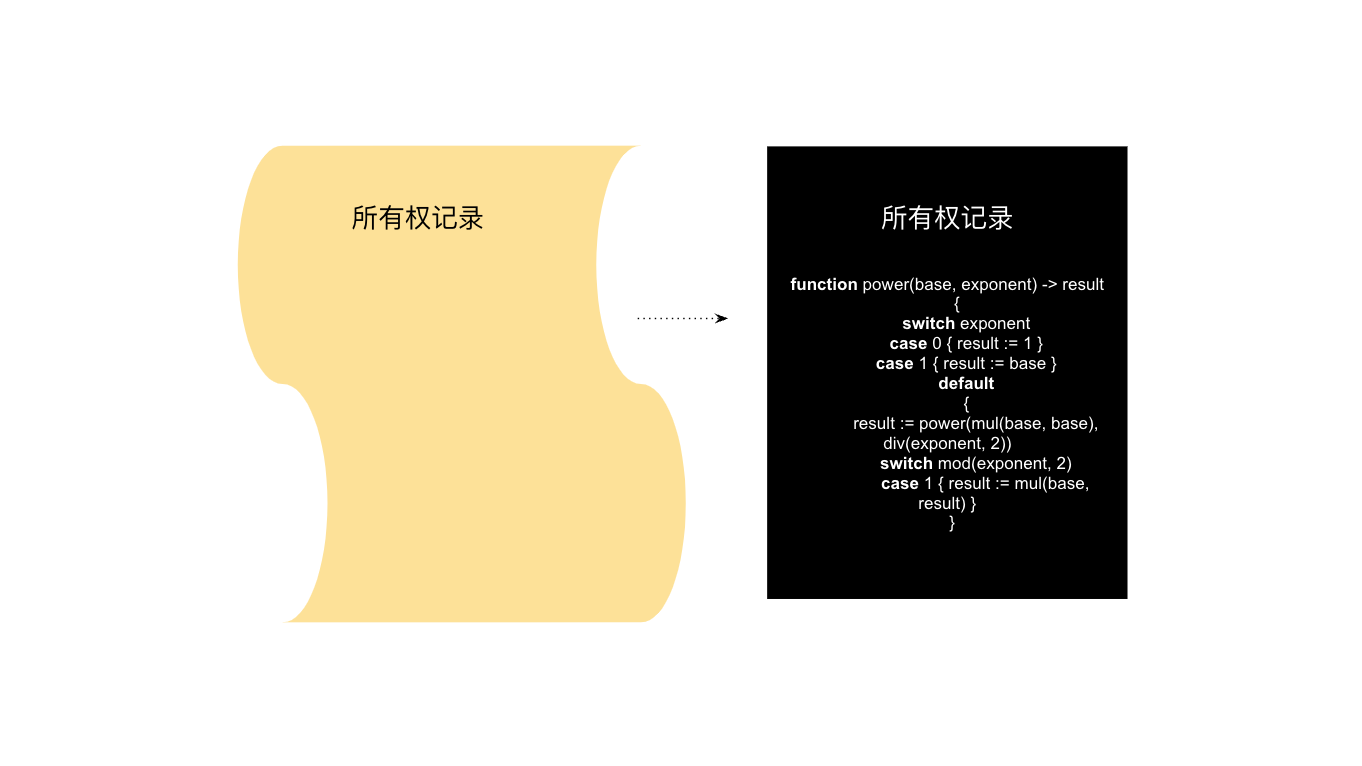 所有权记录
所有权记录
function power(base, exponent) -> result
{
switch exponent
case 0 { result := 1 }
case 1 { result := base }
default
{
result := power(mul(base, base),
div(exponent, 2))
switch mod(exponent, 2)
case 1 { result := mul(base,
result) }
}